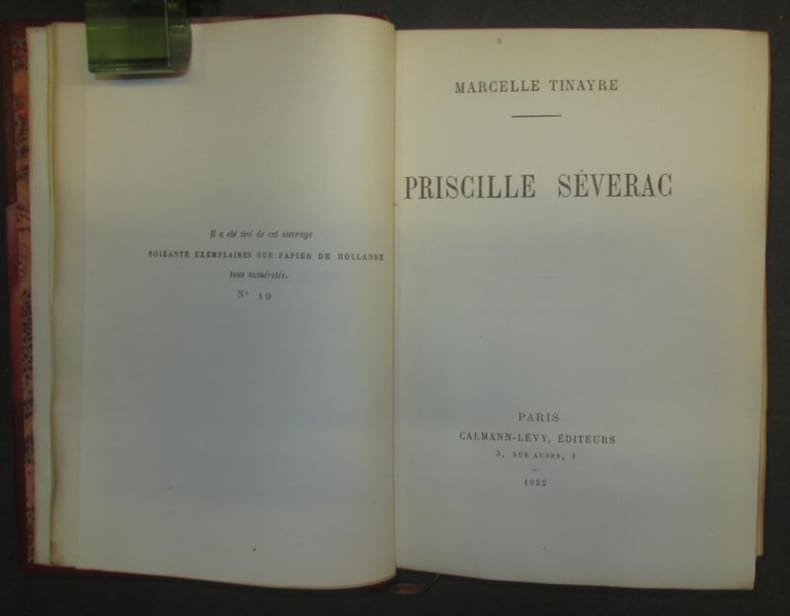 Il a été tiré de cet ouvrage
SOIXANTE EXEMPLAIRES SUR PAPIER DE HOLLANDE
tous numérotés.
N° 10
MARCELLE TINAYRE
PRISCILLE SÉVERAC
PARIS
CALMANN-LÉVY, ÉDITEURS
3, RUE AUBER, 3
1922